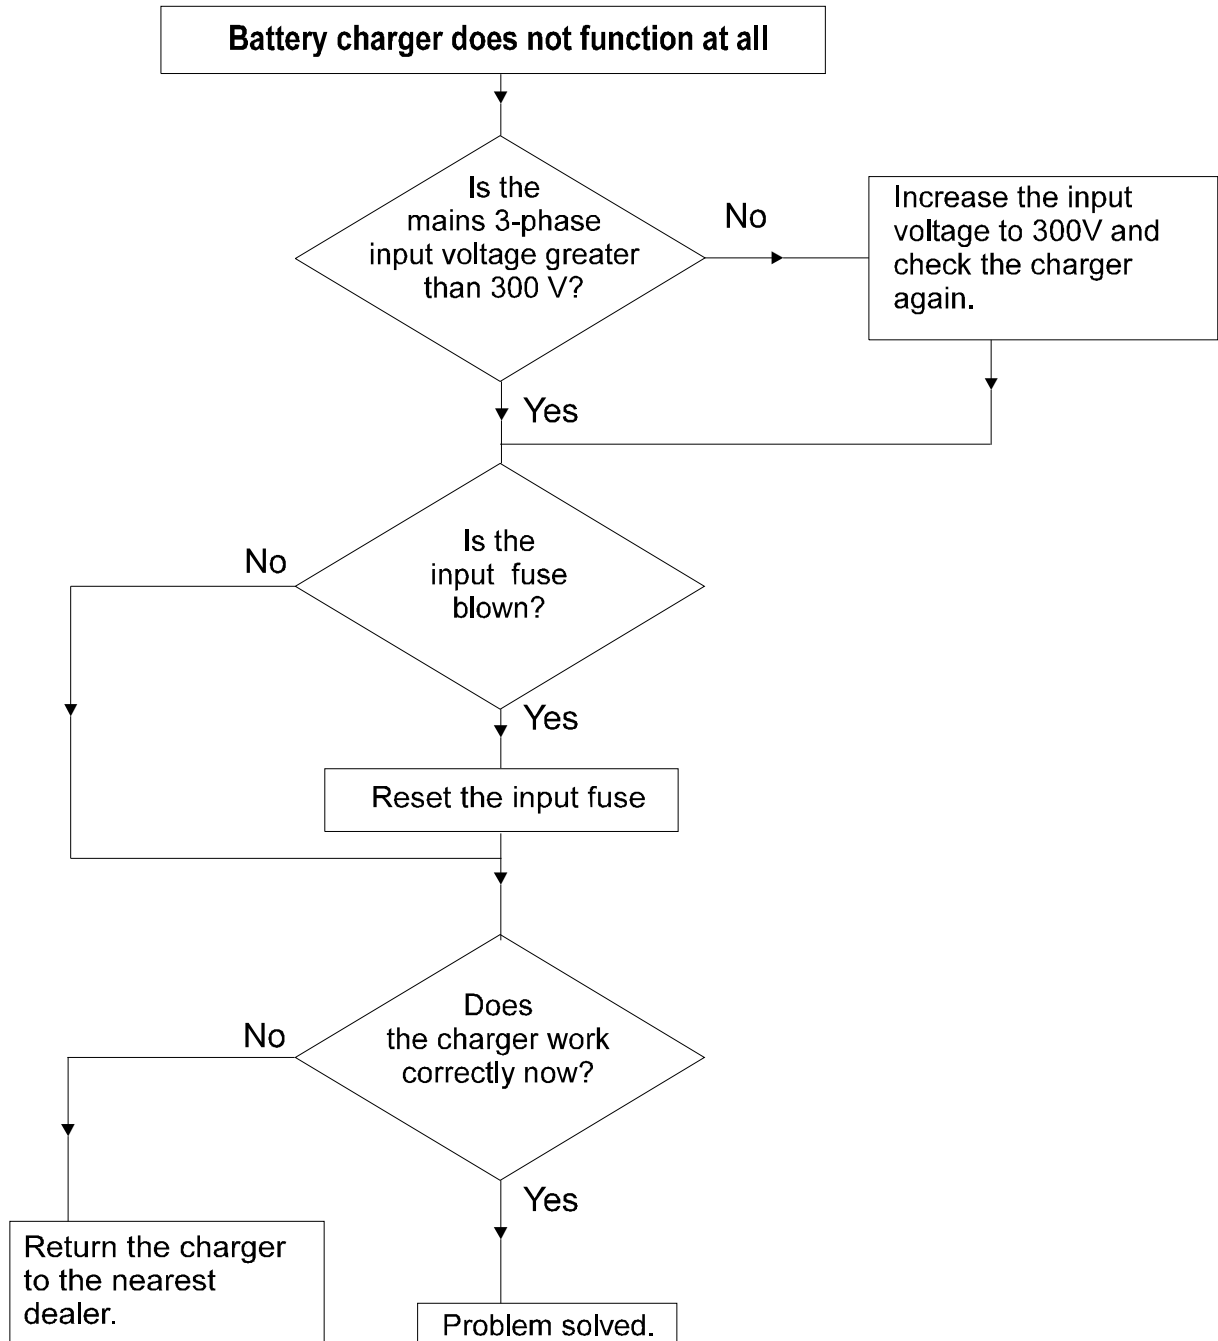 Battery charger does not function at all
Is the
mains 3-phase
input voltage greater
than 300 V?
No
Increase the input
voltage to 300V and
check the charger
again.
Yes
Is the
input fuse
blown?
No
Yes
Reset the input fuse
Does
the charger work
correctly now?
No
Yes
Return the charger
to the nearest
dealer.
Problem solved.